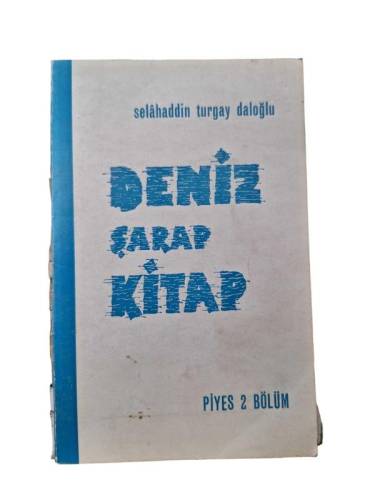 selâhaddin turgay daloğlu
DENİZ
ŞARAP
KİTAP
PİYES 2 BÖLÜM